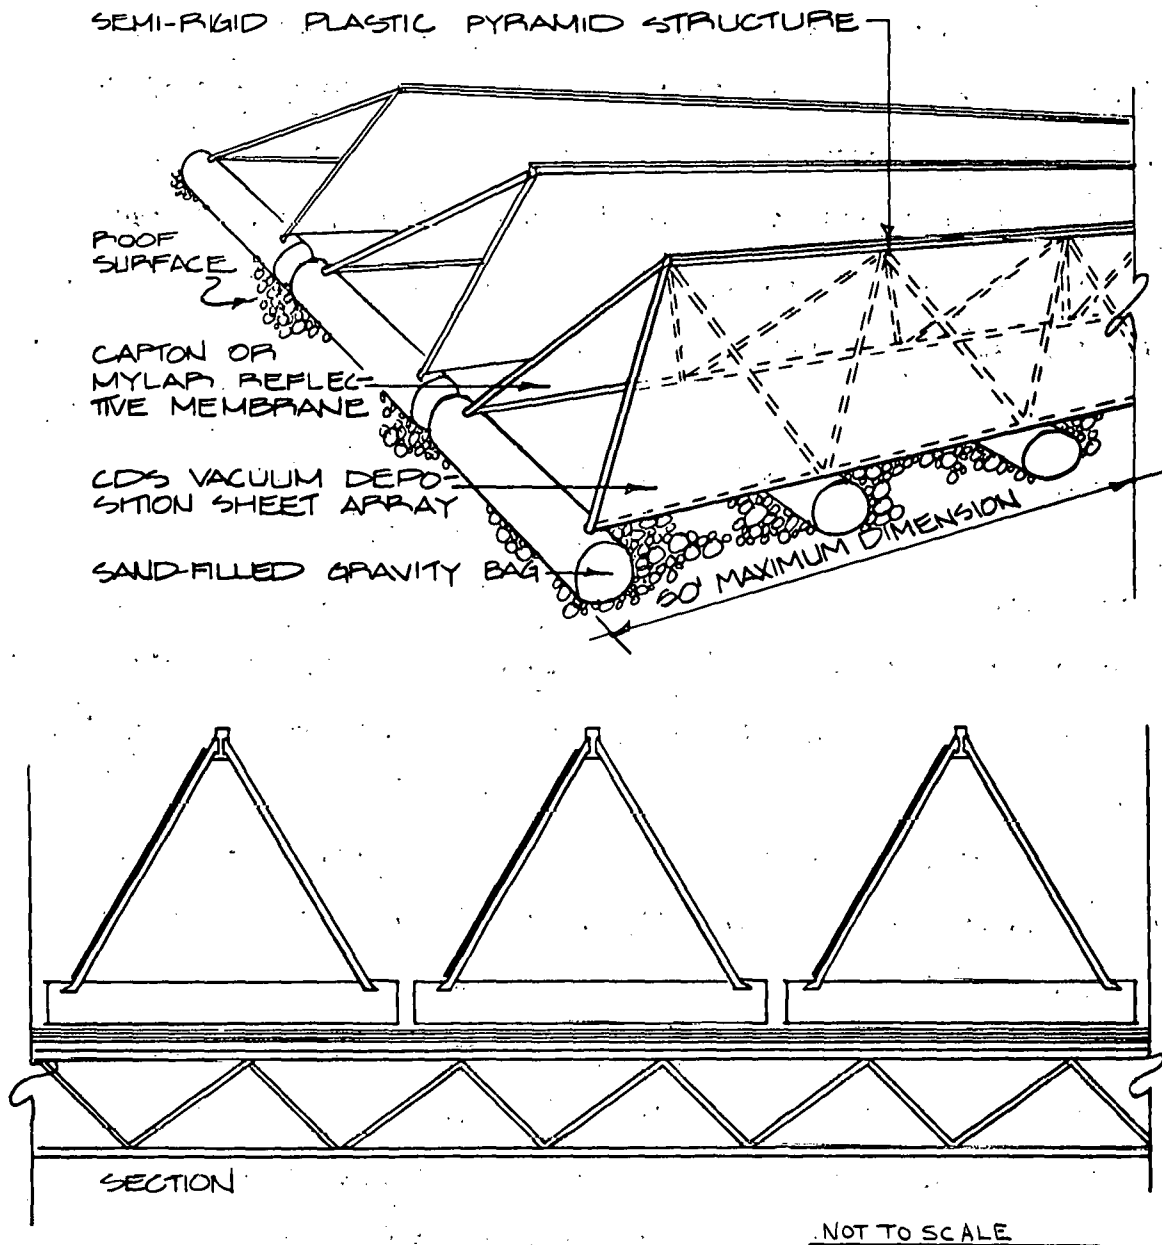 SEMI-RIGID PLASTIC PYRAMID STRUCTURE
ROOF
SURFACE
CAPTON OR
MYLAR REFLEC-
TIVE MEMBRANE
CDS VACUUM DEPO-
SITION SHEET ARRAY
SAND-FILLED GRAVITY BAG
50' MAXIMUM DIMENSION
SECTION
NOT TO SCALE